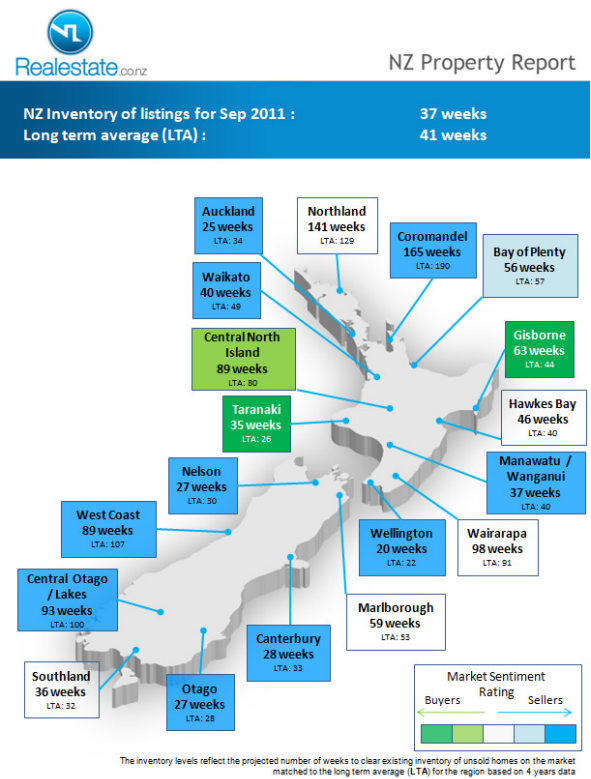 Realestate.co.nz
NZ Property Report
NZ Inventory of listings for Sep 2011 : 37 weeks
Long term average (LTA) : 41 weeks
Auckland
25 weeks
LTA: 34
Northland
141 weeks
LTA: 129
Coromandel
165 weeks
LTA: 190
Bay of Plenty
56 weeks
LTA: 57
Waikato
40 weeks
LTA: 49
Central North
Island
89 weeks
LTA: 80
Gisborne
63 weeks
LTA: 44
Taranaki
35 weeks
LTA: 26
Hawkes Bay
46 weeks
LTA: 40
Manawatu /
Wanganui
37 weeks
LTA: 40
Nelson
27 weeks
LTA: 30
West Coast
89 weeks
LTA: 107
Wellington
20 weeks
LTA: 22
Wairarapa
98 weeks
LTA: 91
Central Otago
/ Lakes
93 weeks
LTA: 100
Marlborough
59 weeks
LTA: 53
Canterbury
28 weeks
LTA: 33
Southland
36 weeks
LTA: 32
Otago
27 weeks
LTA: 28
Market Sentiment
Rating
Buyers Sellers
The inventory levels reflect the projected number of weeks to clear existing inventory of unsold homes on the market
matched to the long term average (LTA) for the region based on 4 years data